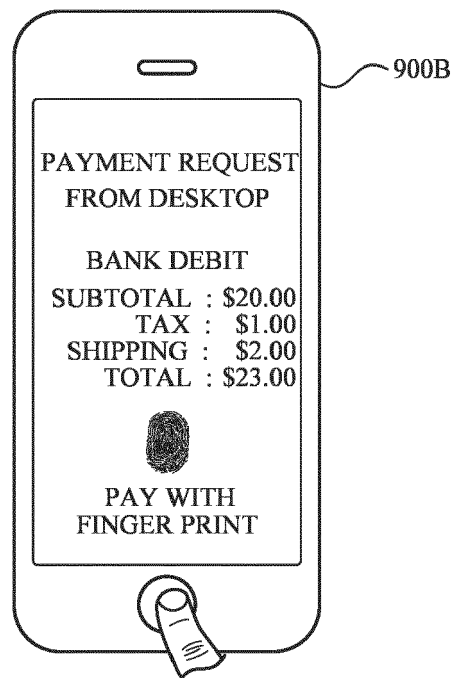 900B
PAYMENT REQUEST
FROM DESKTOP
BANK DEBIT
SUBTOTAL : $20.00
TAX : $1.00
SHIPPING : $2.00
TOTAL : $23.00
PAY WITH
FINGER PRINT